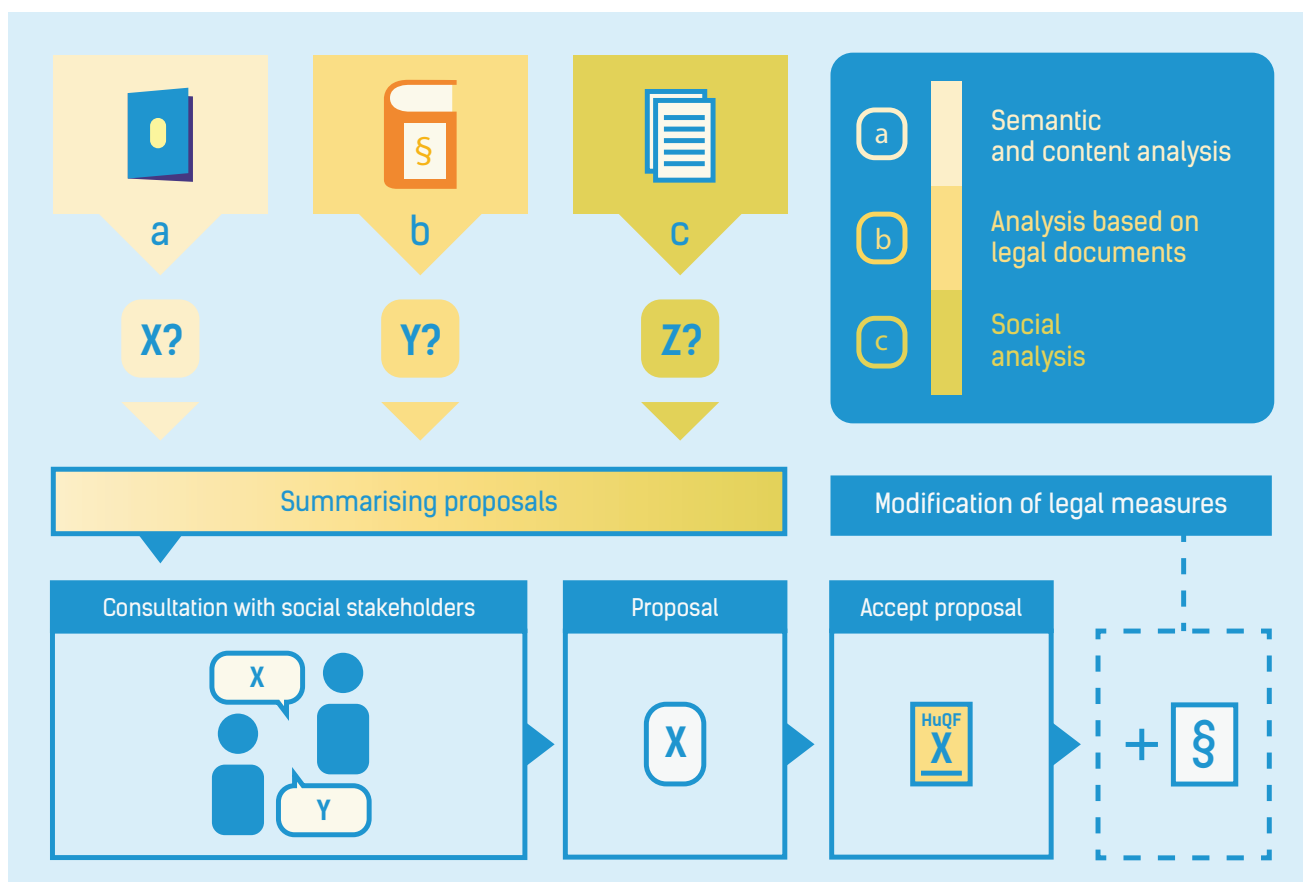 §
a
b
c
X?
Y?
Z?
a
Semantic
and content analysis
b
Analysis based on
legal documents
c
Social
analysis
Summarising proposals
Modification of legal measures
Consultation with social stakeholders
Proposal
Accept proposal
X
Y
X
HuQF
X
+ §